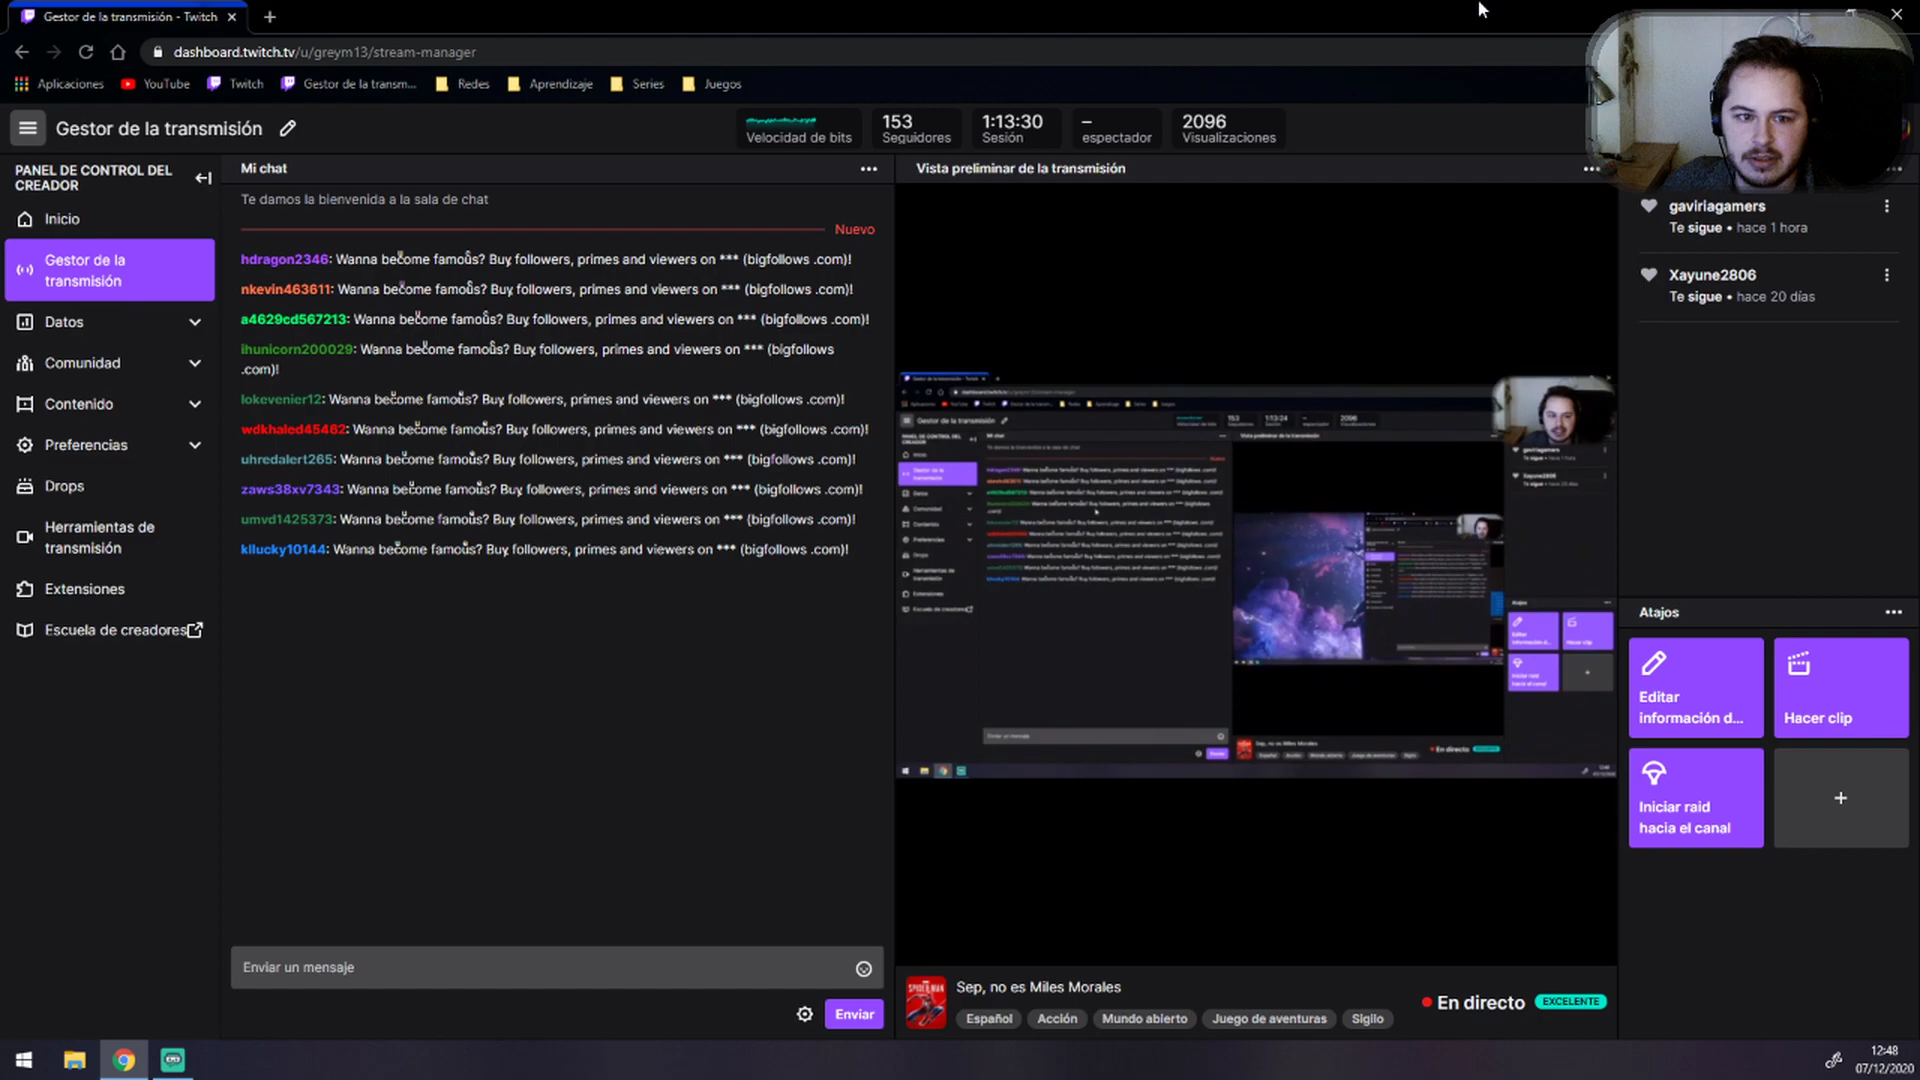 Gestor de la transmisión - Twitch
dashboard.twitch.tv/u/greym13/stream-manager
Aplicaciones YouTube Twitch Gestor de la transm... Redes Aprendizaje Series Juegos
Gestor de la transmisión
153 1:13:30 – 2096
Velocidad de bits Seguidores Sesión espectador Visualizaciones
PANEL DE CONTROL DEL
CREADOR
Inicio
Gestor de la
transmisión
Datos
Comunidad
Contenido
Preferencias
Drops
Herramientas de
transmisión
Extensiones
Escuela de creadores
Mi chat
Te damos la bienvenida a la sala de chat
Nuevo
hdragon2346: Wanna become famous? Buy followers, primes and viewers on *** (bigfollows .com)!
nkevin463611: Wanna become famous? Buy followers, primes and viewers on *** (bigfollows .com)!
a4629cd567213: Wanna become famous? Buy followers, primes and viewers on *** (bigfollows .com)!
ihunicorn200029: Wanna become famous? Buy followers, primes and viewers on *** (bigfollows
.com)!
lokevenier12: Wanna become famous? Buy followers, primes and viewers on *** (bigfollows .com)!
wdkhaled45462: Wanna become famous? Buy followers, primes and viewers on *** (bigfollows .com)!
uhredalert265: Wanna become famous? Buy followers, primes and viewers on *** (bigfollows .com)!
zaws38xv7343: Wanna become famous? Buy followers, primes and viewers on *** (bigfollows .com)!
umvd1425373: Wanna become famous? Buy followers, primes and viewers on *** (bigfollows .com)!
kllucky10144: Wanna become famous? Buy followers, primes and viewers on *** (bigfollows .com)!
Enviar un mensaje
Enviar
Vista preliminar de la transmisión
Sep, no es Miles Morales
Español Acción Mundo abierto Juego de aventuras Sigilo
En directo EXCELENTE
gaviriagamers
Te sigue • hace 1 hora
Xayune2806
Te sigue • hace 20 días
Atajos
Editar
información d...
Hacer clip
Iniciar raid
hacia el canal
12:48
07/12/2020